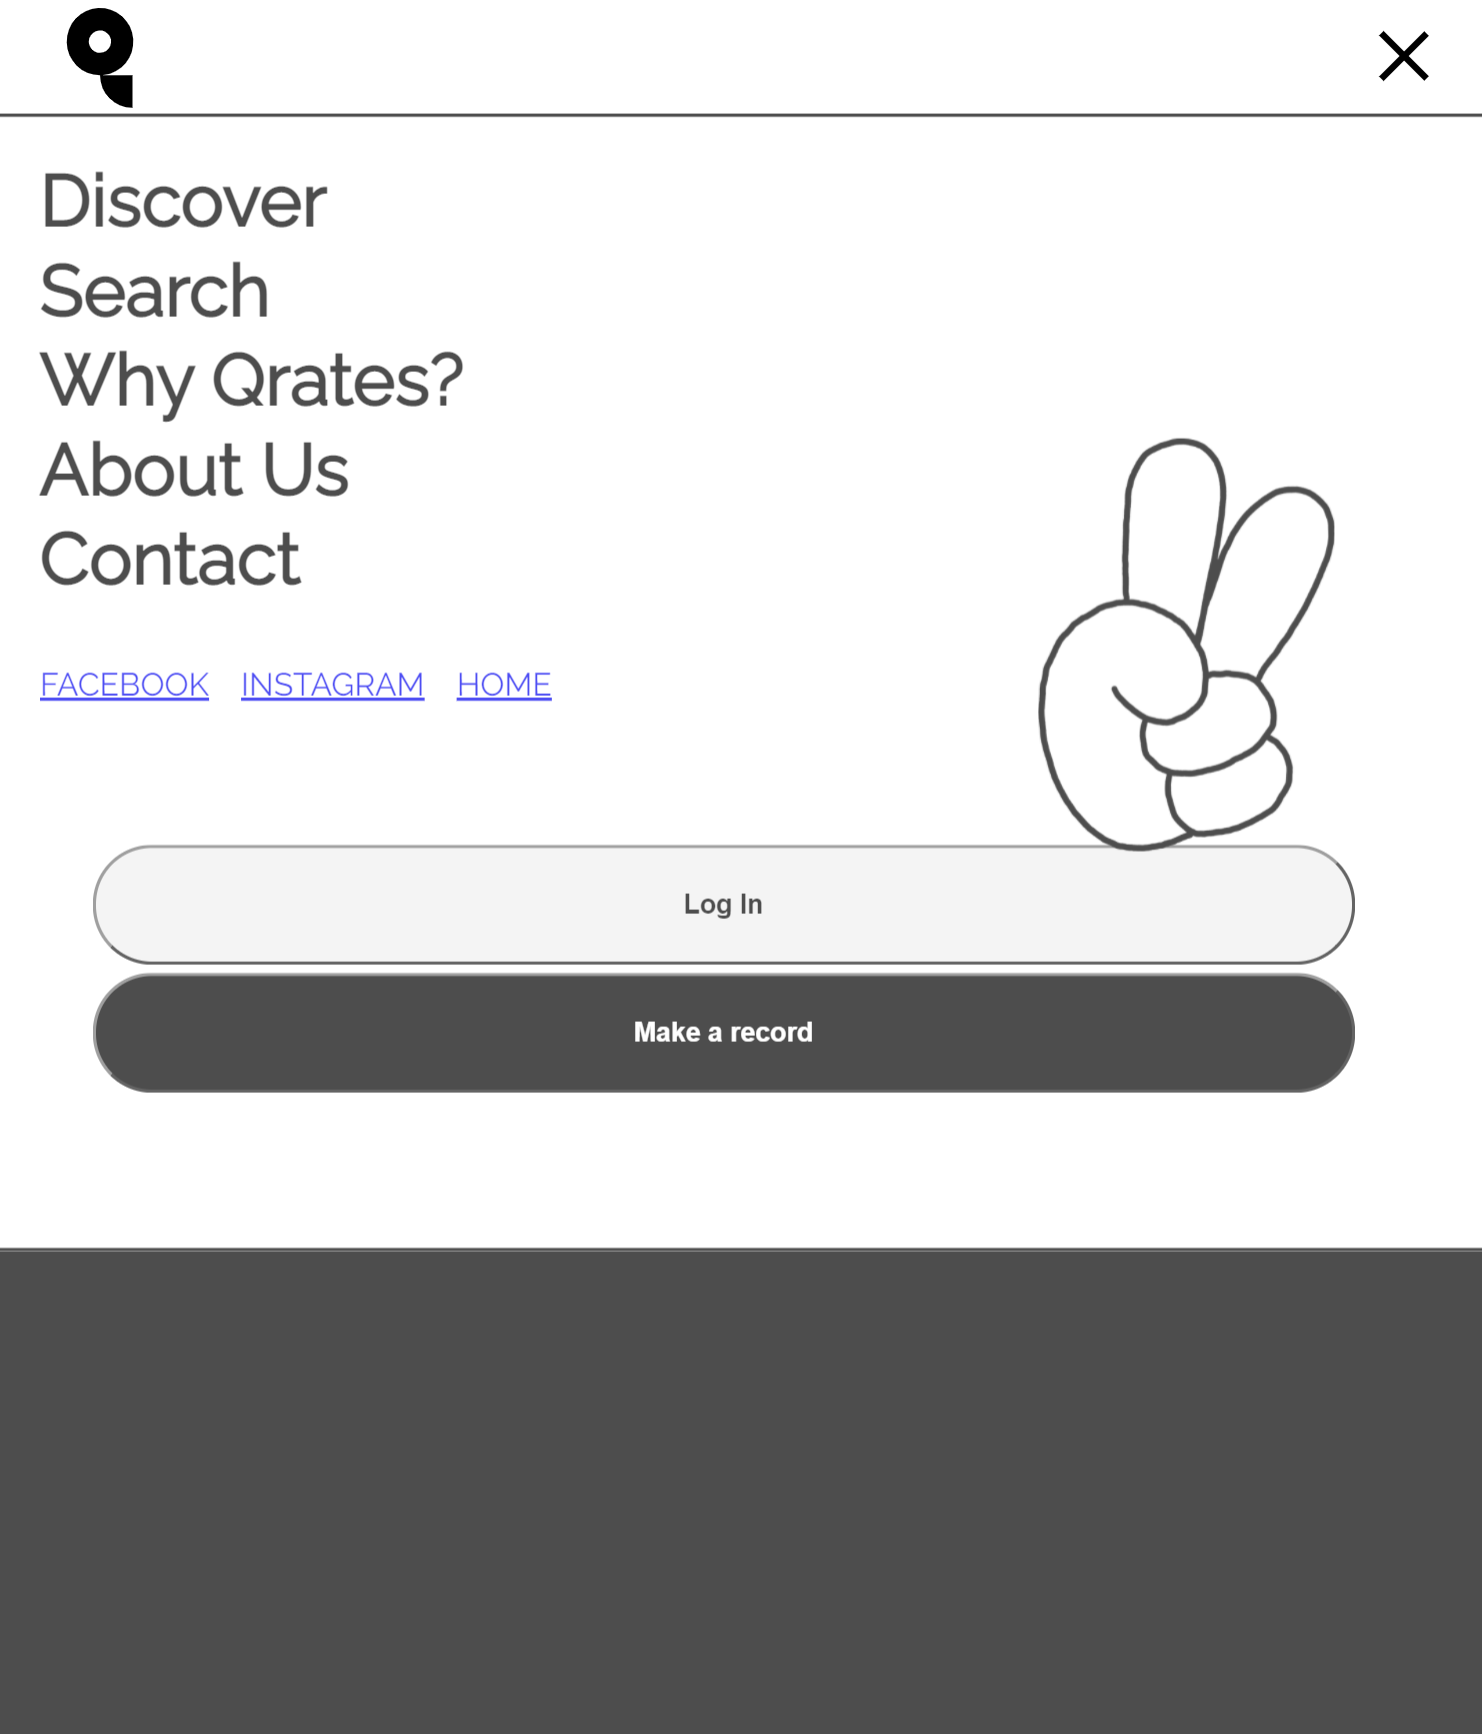 Discover
Search
Why Qrates?
About Us
Contact
FACEBOOK INSTAGRAM HOME
Log In
Make a record